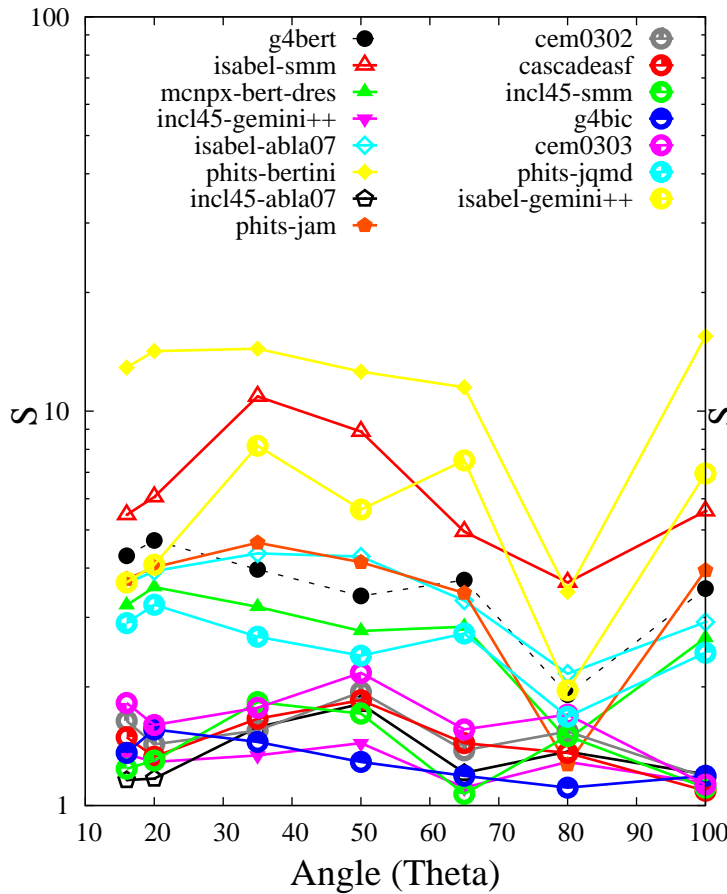 100
g4bert
isabel-smm
mcnpx-bert-dres
incl45-gemini++
isabel-abla07
phits-bertini
incl45-abla07
phits-jam
cem0302
cascadeasf
incl45-smm
g4bic
cem0303
phits-jqmd
isabel-gemini++
S
10
S
1
10 20 30 40 50 60 70 80 90 100
Angle (Theta)